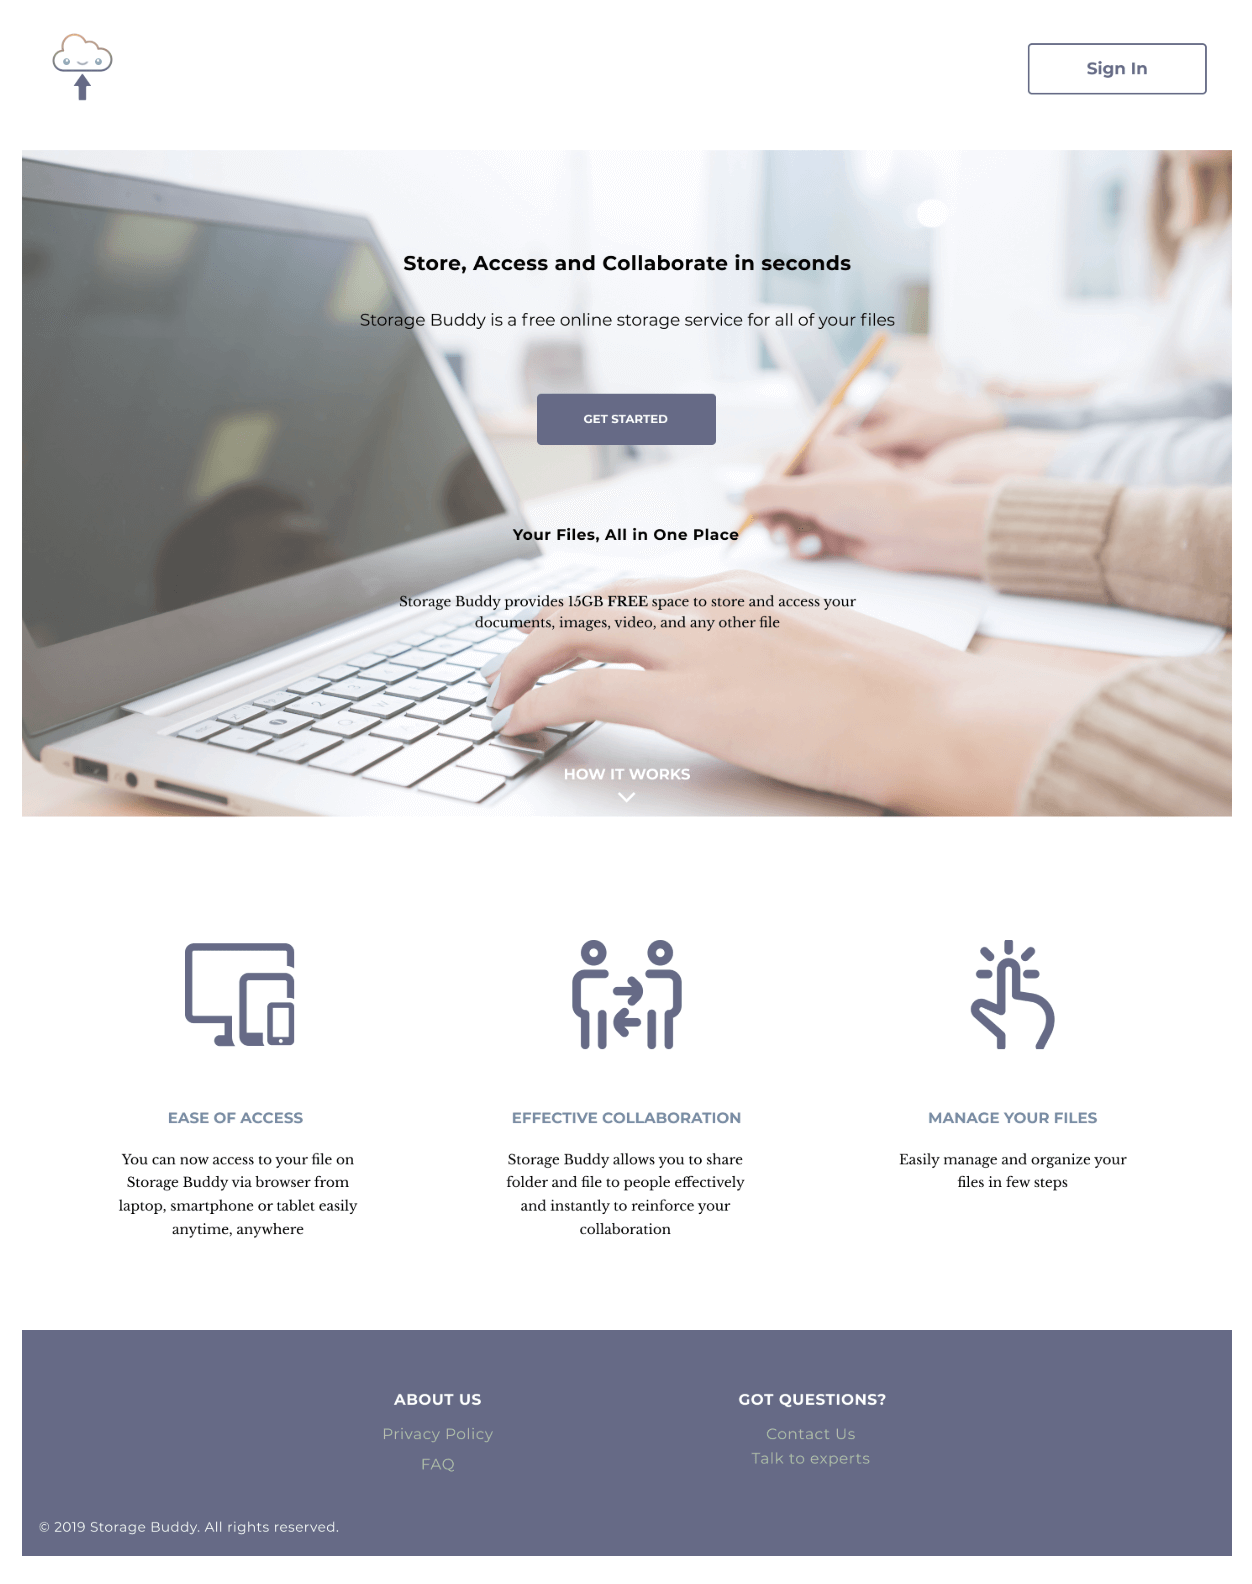 Sign In
Store, Access and Collaborate in seconds
Storage Buddy is a free online storage service for all of your files
GET STARTED
Your Files, All in One Place
Storage Buddy provides 15GB FREE space to store and access your
documents, images, video, and any other file
HOW IT WORKS
EASE OF ACCESS
You can now access to your file on
Storage Buddy via browser from
laptop, smartphone or tablet easily
anytime, anywhere
EFFECTIVE COLLABORATION
Storage Buddy allows you to share
folder and file to people effectively
and instantly to reinforce your
collaboration
MANAGE YOUR FILES
Easily manage and organize your
files in few steps
ABOUT US
Privacy Policy
FAQ
GOT QUESTIONS?
Contact Us
Talk to experts
© 2019 Storage Buddy. All rights reserved.